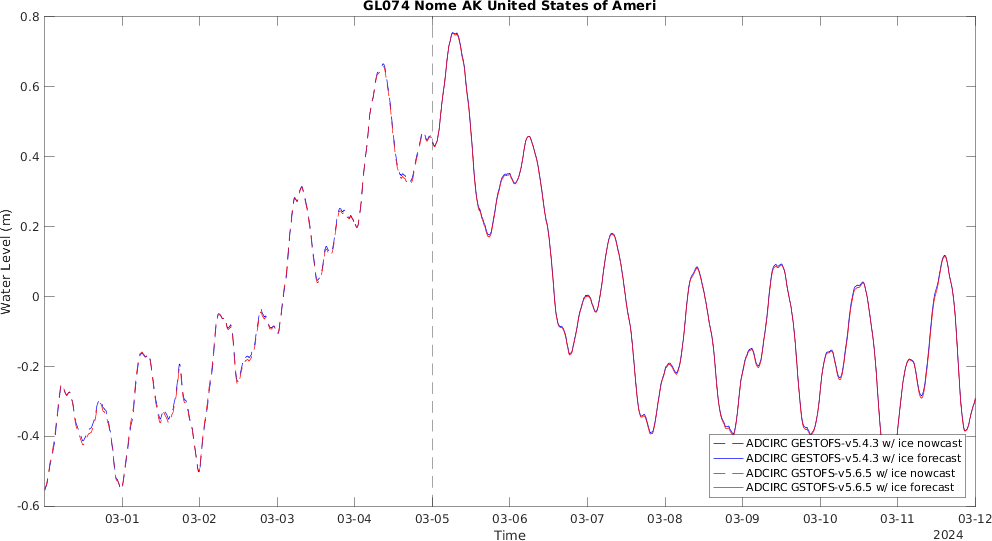 GL074 Nome AK United States of Ameri
0.8
0.6
0.4
0.2
0
-0.2
-0.4
-0.6
Water Level (m)
03-01 03-02 03-03 03-04 03-05 03-06 03-07 03-08 03-09 03-10 03-11 03-12
Time
2024
ADCIRC GESTOFS-v5.4.3 w/ ice nowcast
ADCIRC GESTOFS-v5.4.3 w/ ice forecast
ADCIRC GSTOFS-v5.6.5 w/ ice nowcast
ADCIRC GSTOFS-v5.6.5 w/ ice forecast